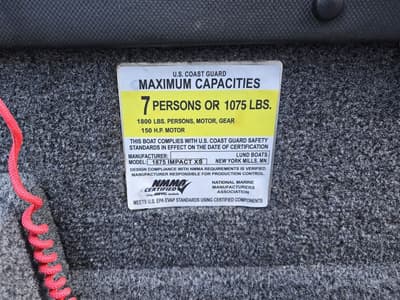 U.S. COAST GUARD
MAXIMUM CAPACITIES
7 PERSONS OR 1075 LBS.
1800 LBS. PERSONS, MOTOR, GEAR
150 H.P. MOTOR
THIS BOAT COMPLIES WITH U.S. COAST GUARD SAFETY
STANDARDS IN EFFECT ON THE DATE OF CERTIFICATION
MANUFACTURER: LUND BOATS
MODEL: 1875 IMPACT XS NEW YORK MILLS, MN
DESIGN COMPLIANCE WITH NMMA REQUIREMENTS IS VERIFIED.
MANUFACTURER RESPONSIBLE FOR PRODUCTION CONTROL
NMMA
CERTIFIED
NATIONAL MARINE
MANUFACTURERS
ASSOCIATION
MEETS U.S. EPA EVAP STANDARDS USING CERTIFIED COMPONENTS